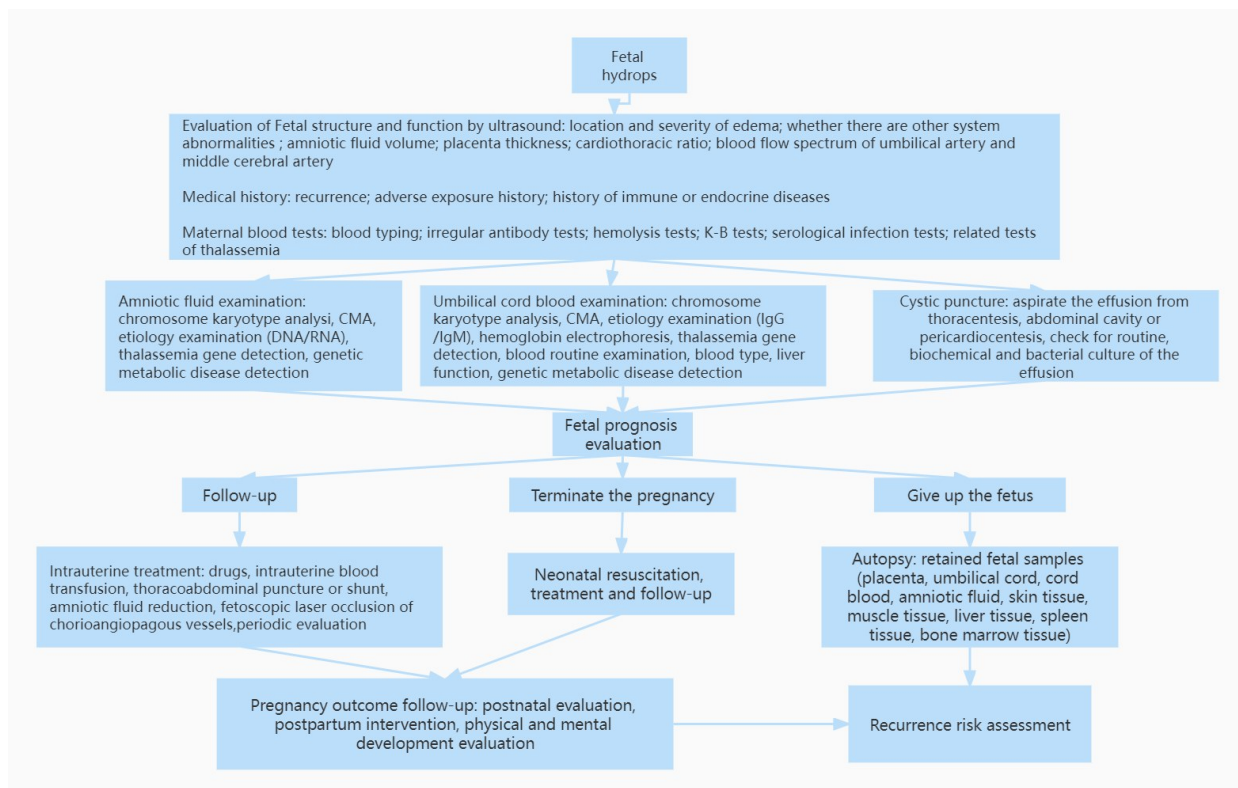 Fetal
hydrops
Evaluation of Fetal structure and function by ultrasound: location and severity of edema; whether there are other system
abnormalities ; amniotic fluid volume; placenta thickness; cardiothoracic ratio; blood flow spectrum of umbilical artery and
middle cerebral artery
Medical history: recurrence; adverse exposure history; history of immune or endocrine diseases
Maternal blood tests: blood typing; irregular antibody tests; hemolysis tests; K-B tests; serological infection tests; related tests
of thalassemia
Amniotic fluid examination:
chromosome karyotype analysi, CMA,
etiology examination (DNA/RNA),
thalassemia gene detection, genetic
metabolic disease detection
Umbilical cord blood examination: chromosome
karyotype analysis, CMA, etiology examination (IgG
/IgM), hemoglobin electrophoresis, thalassemia gene
detection, blood routine examination, blood type, liver
function, genetic metabolic disease detection
Cystic puncture: aspirate the effusion from
thoracentesis, abdominal cavity or
pericardiocentesis, check for routine,
biochemical and bacterial culture of the
effusion
Fetal prognosis
evaluation
Follow-up
Terminate the pregnancy
Give up the fetus
Intrauterine treatment: drugs, intrauterine blood
transfusion, thoracoabdominal puncture or shunt,
amniotic fluid reduction, fetoscopic laser occlusion of
chorioangiopagous vessels,periodic evaluation
Neonatal resuscitation,
treatment and follow-up
Autopsy: retained fetal samples
(placenta, umbilical cord, cord
blood, amniotic fluid, skin tissue,
muscle tissue, liver tissue, spleen
tissue, bone marrow tissue)
Pregnancy outcome follow-up: postnatal evaluation,
postpartum intervention, physical and mental
development evaluation
Recurrence risk assessment